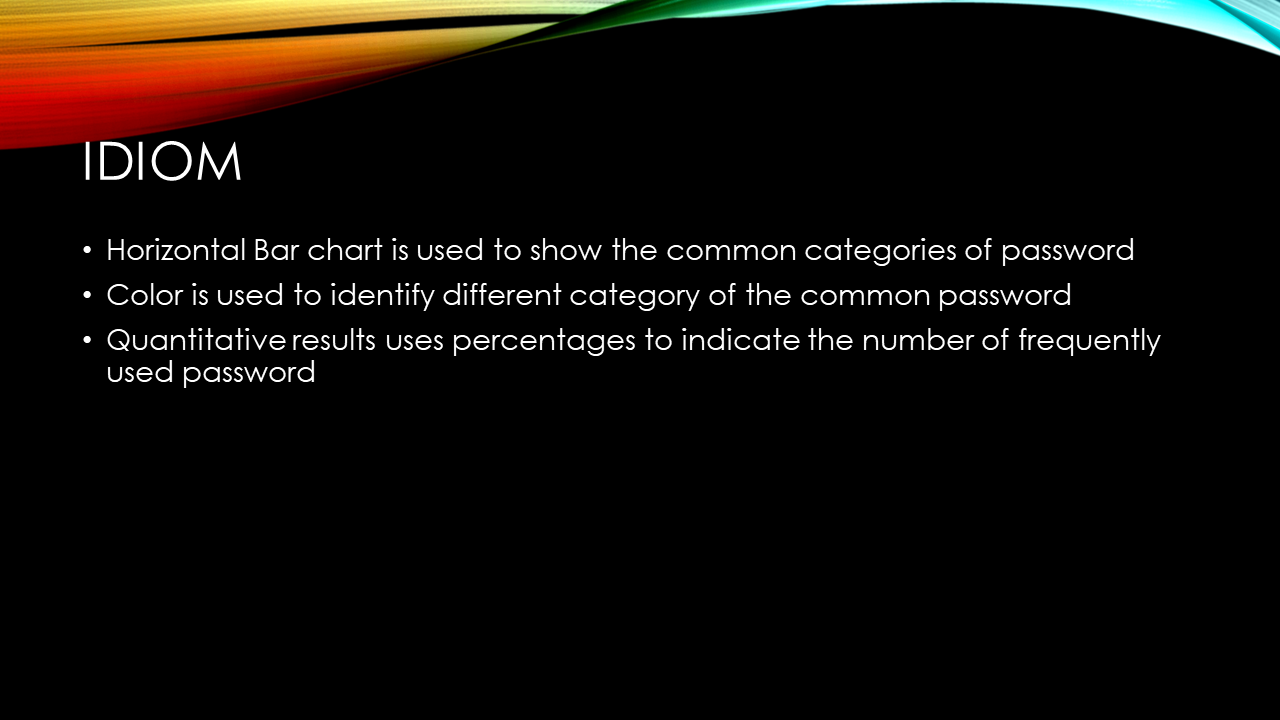 IDIOM
• Horizontal Bar chart is used to show the common categories of password
• Color is used to identify different category of the common password
• Quantitative results uses percentages to indicate the number of frequently
used password